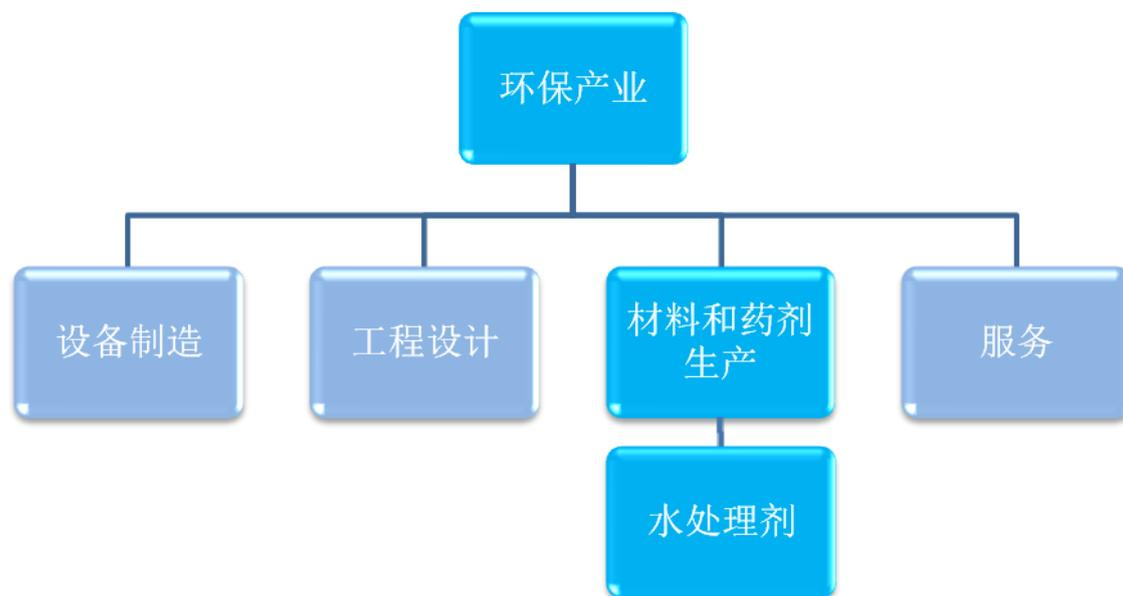 环保产业
设备制造
工程设计
材料和药剂
生产
服务
水处理剂